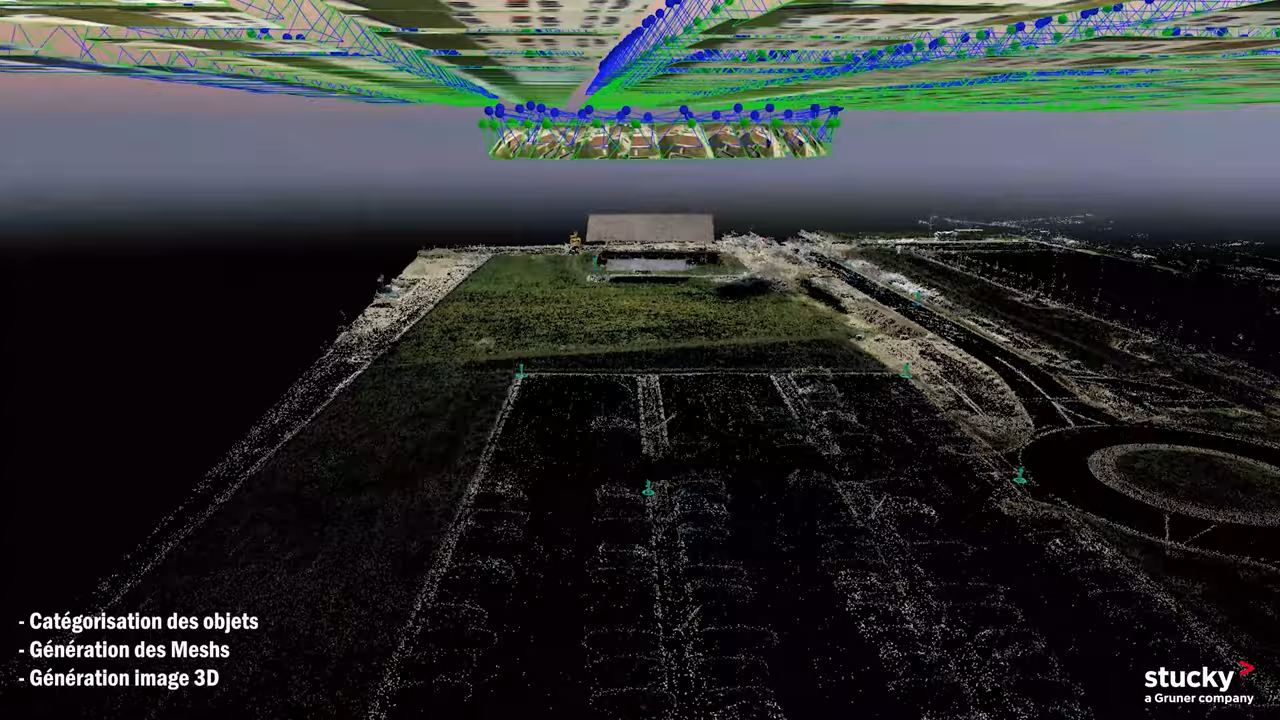 - Catégorisation des objets
- Génération des Meshs
- Génération image 3D
stucky
a Gruner company